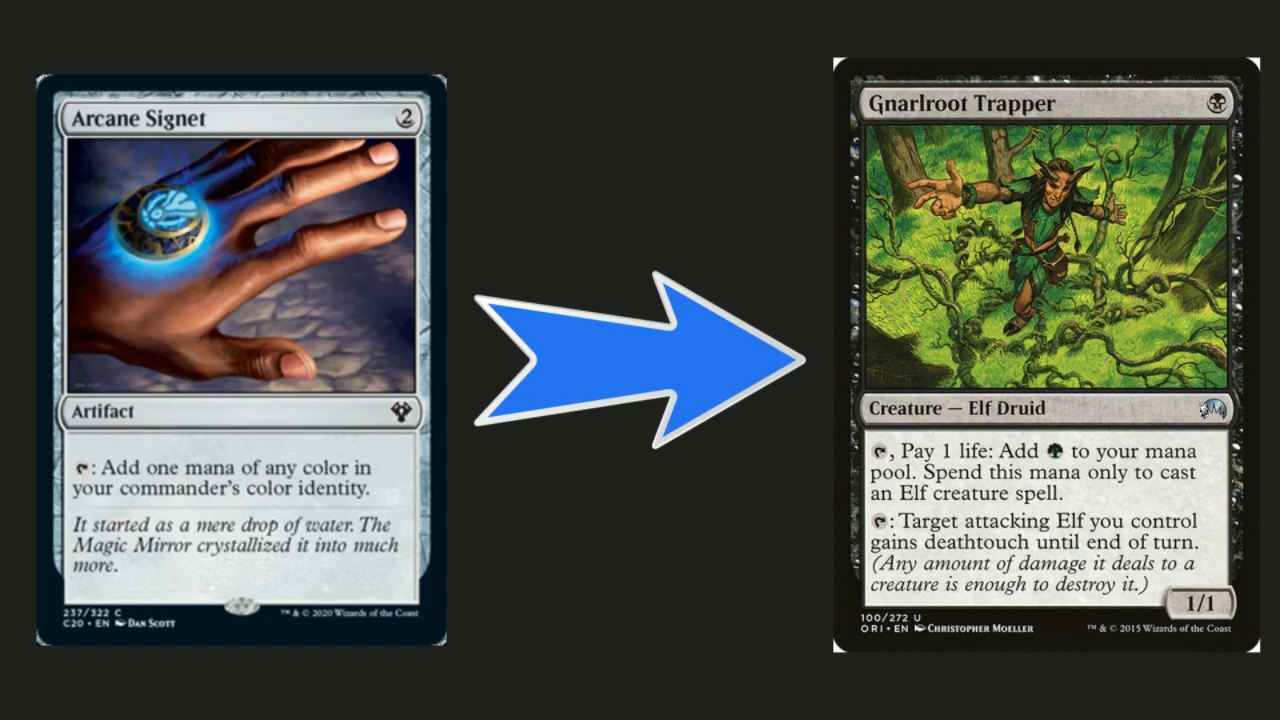 Arcane Signet
2
Artifact
: Add one mana of any color in
your commander's color identity.
It started as a mere drop of water. The
Magic Mirror crystallized it into much
more.
237/322 C
C20 • EN DAN SCOTT
™ & © 2020 Wizards of the Coast
Gnarlroot Trapper
Creature — Elf Druid
, Pay 1 life: Add to your mana
pool. Spend this mana only to cast
an Elf creature spell.
: Target attacking Elf you control
gains deathtouch until end of turn.
(Any amount of damage it deals to a
creature is enough to destroy it.)
1/1
100/272 U
ORI • EN CHRISTOPHER MOELLER
™ & © 2015 Wizards of the Coast